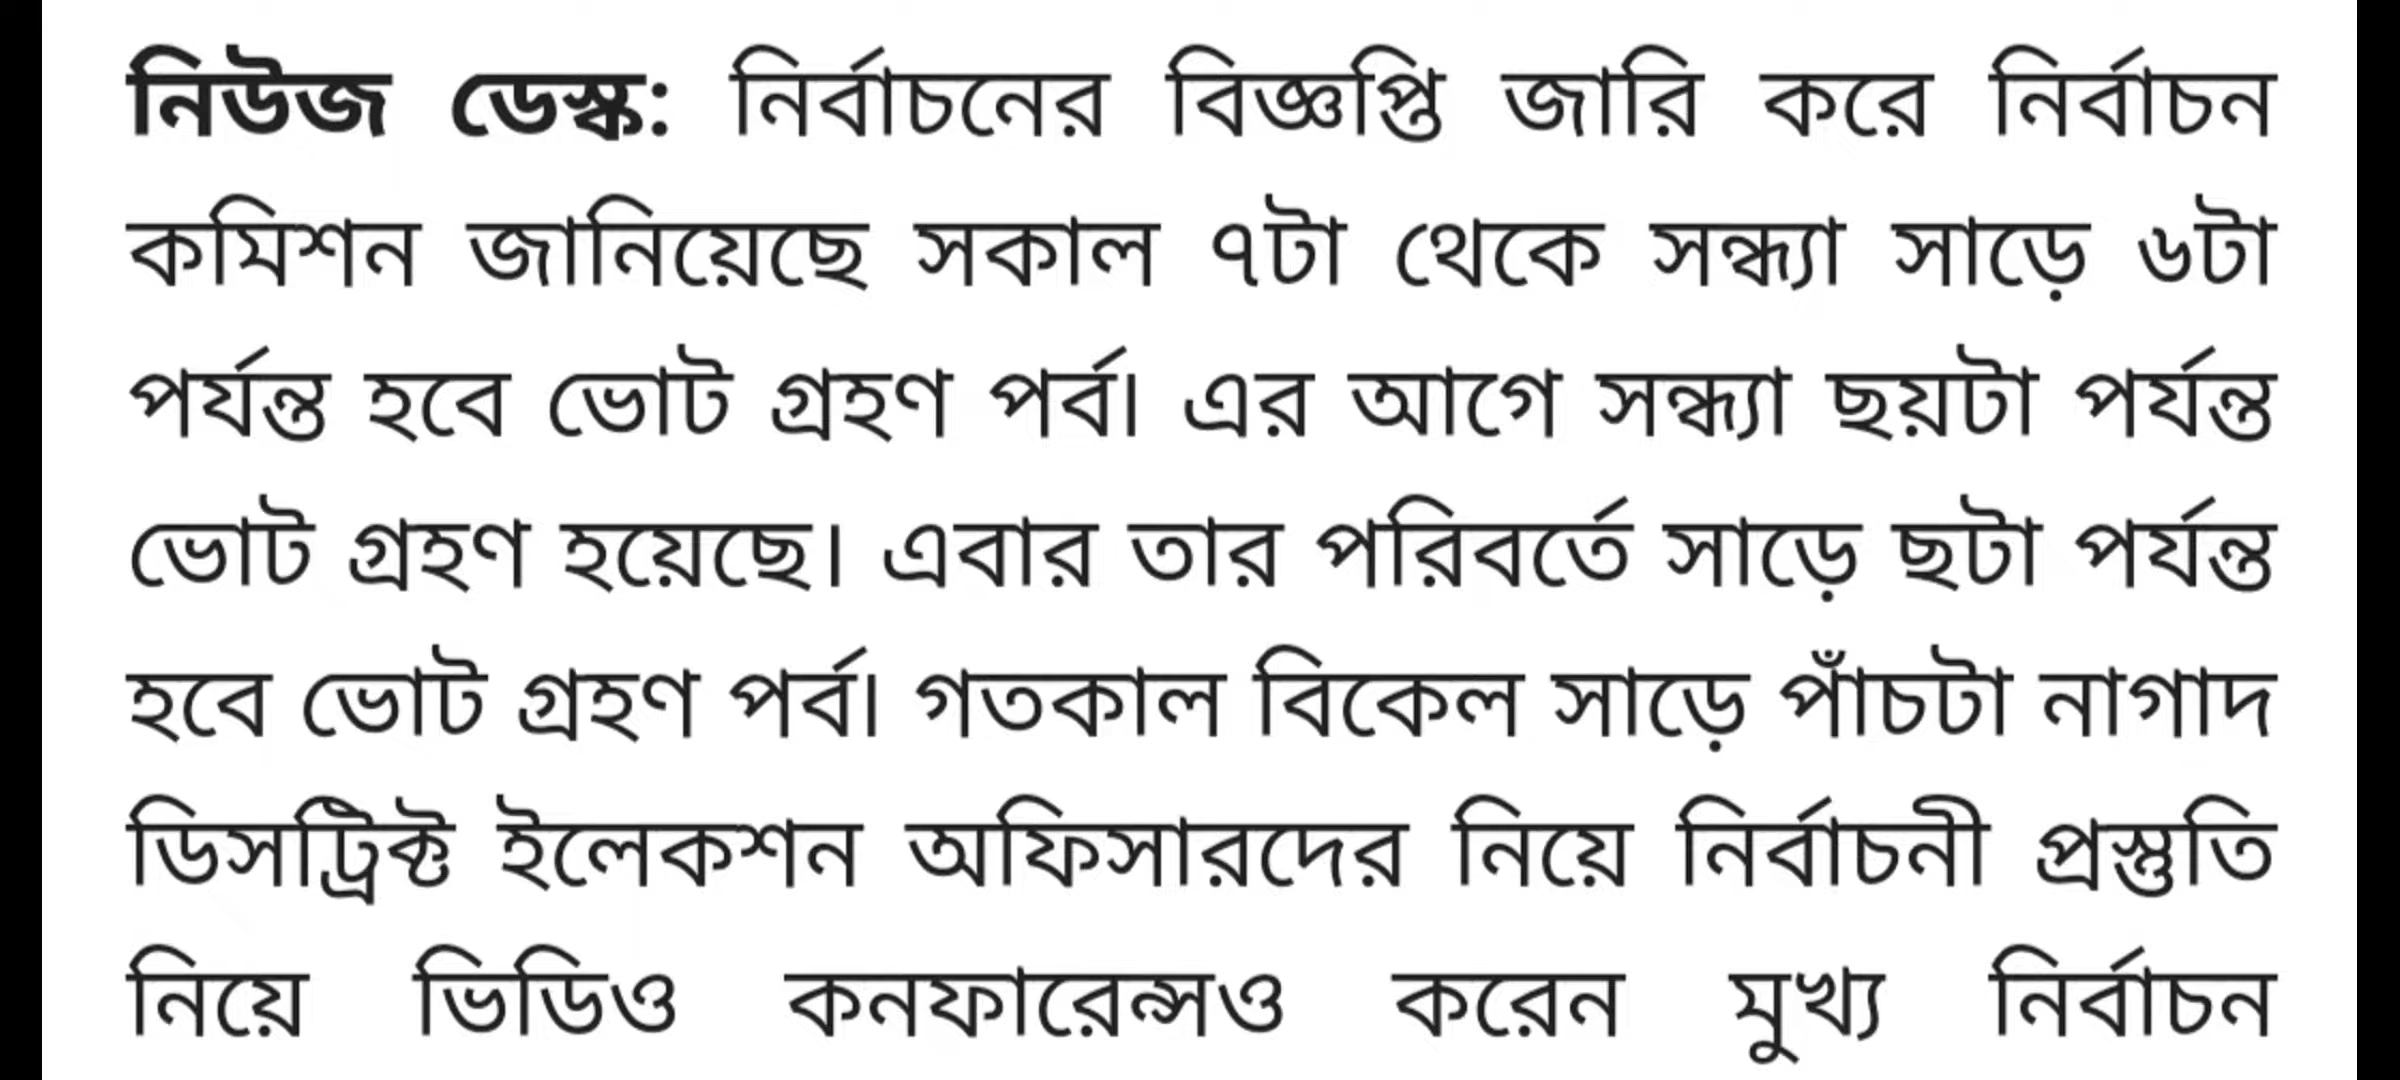 নিউজ ডেস্ক: নির্বাচনের বিজ্ঞপ্তি জারি করে নির্বাচন
কমিশন জানিয়েছে সকাল ৭টা থেকে সন্ধ্যা সাড়ে ৬টা
পর্যন্ত হবে ভোট গ্রহণ পর্ব। এর আগে সন্ধ্যা ছয়টা পর্যন্ত
ভোট গ্রহণ হয়েছে। এবার তার পরিবর্তে সাড়ে ছটা পর্যন্ত
হবে ভোট গ্রহণ পর্ব। গতকাল বিকেল সাড়ে পাঁচটা নাগাদ
ডিসট্রিক্ট ইলেকশন অফিসারদের নিয়ে নির্বাচনী প্রস্তুতি
নিয়ে ভিডিও কনফারেন্সও করেন মুখ্য নির্বাচন